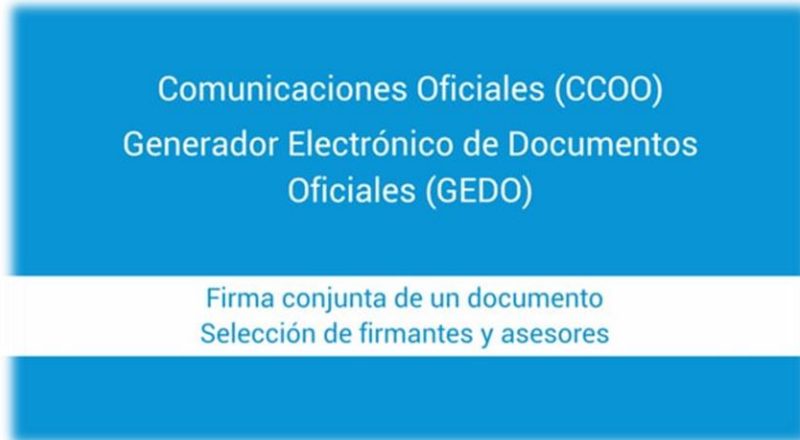 Comunicaciones Oficiales (CCOO)
Generador Electrónico de Documentos
Oficiales (GEDO)
Firma conjunta de un documento
Selección de firmantes y asesores